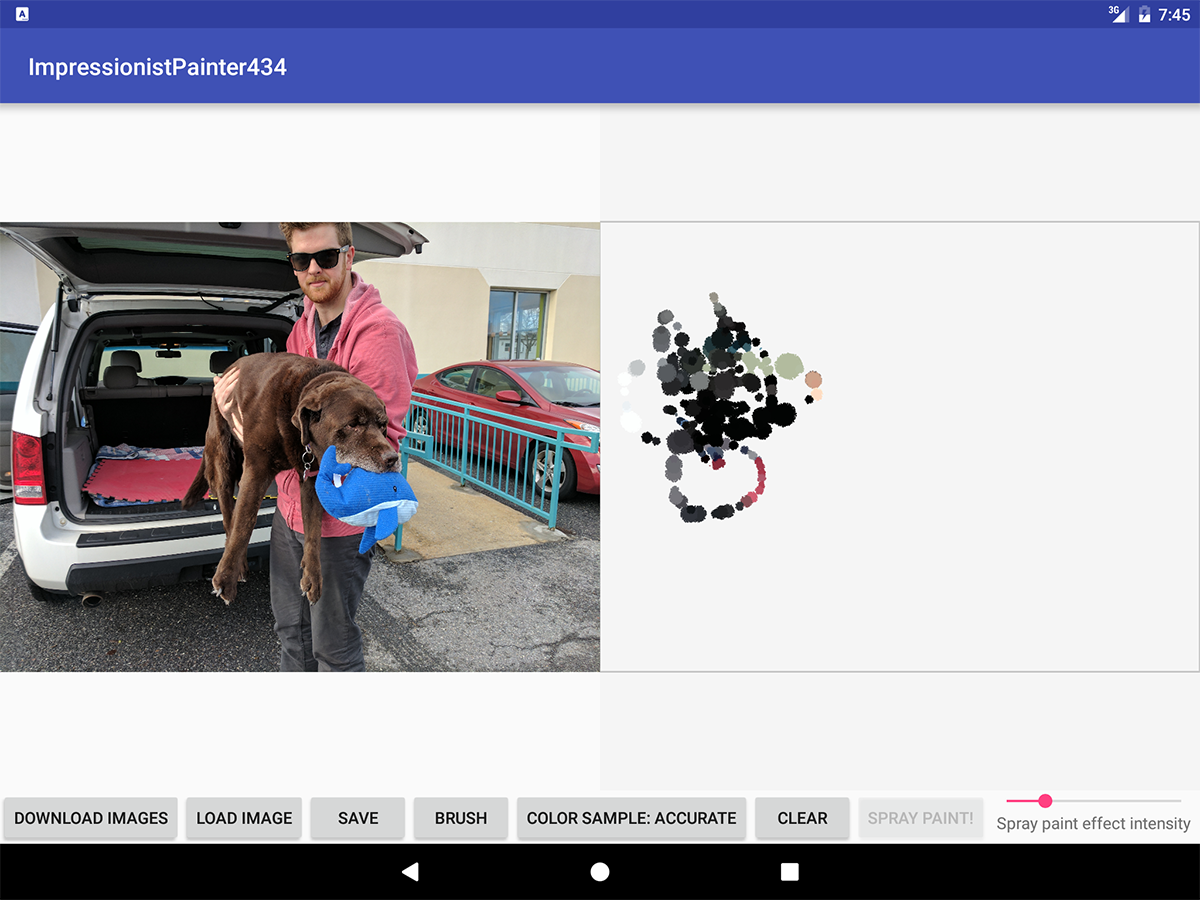 A
3G
7:45
ImpressionistPainter434
DOWNLOAD IMAGES
LOAD IMAGE
SAVE
BRUSH
COLOR SAMPLE: ACCURATE
CLEAR
SPRAY PAINT!
Spray paint effect intensity